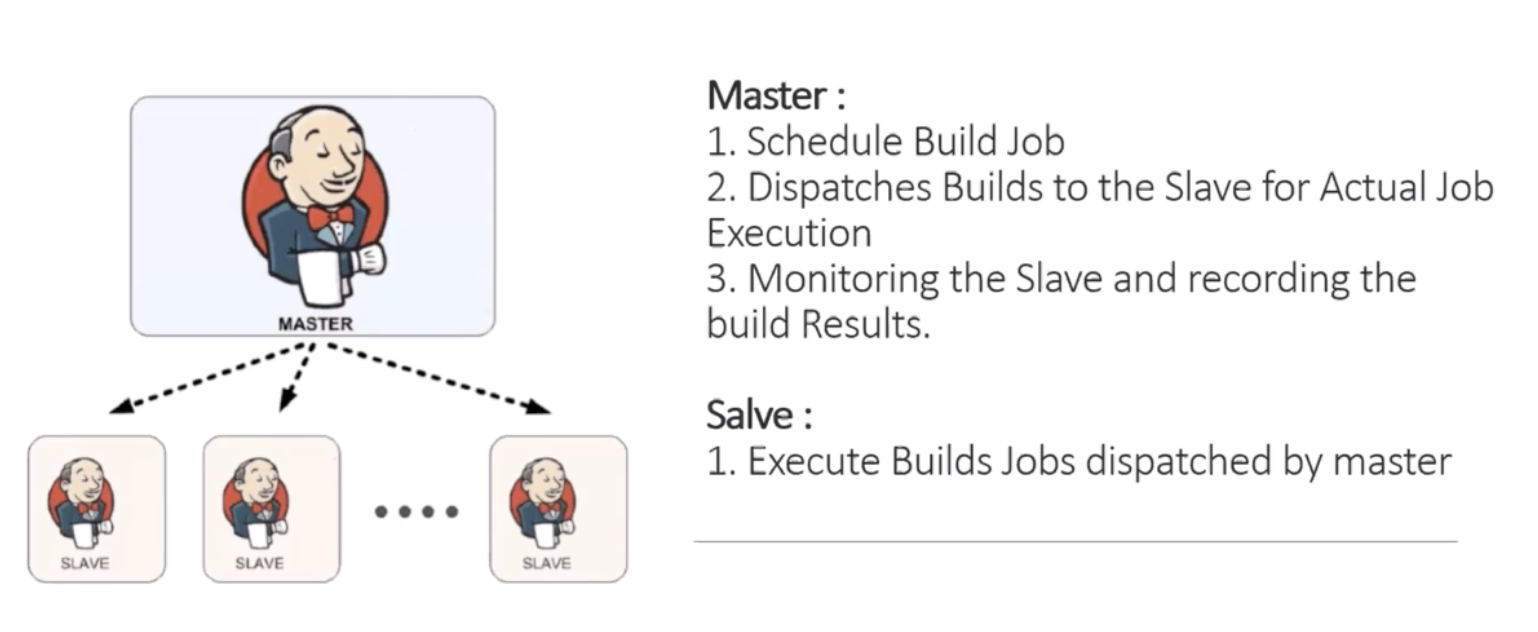 MASTER
SLAVE
SLAVE
SLAVE
Master :
1. Schedule Build Job
2. Dispatches Builds to the Slave for Actual Job
Execution
3. Monitoring the Slave and recording the
build Results.
Salve :
1. Execute Builds Jobs dispatched by master